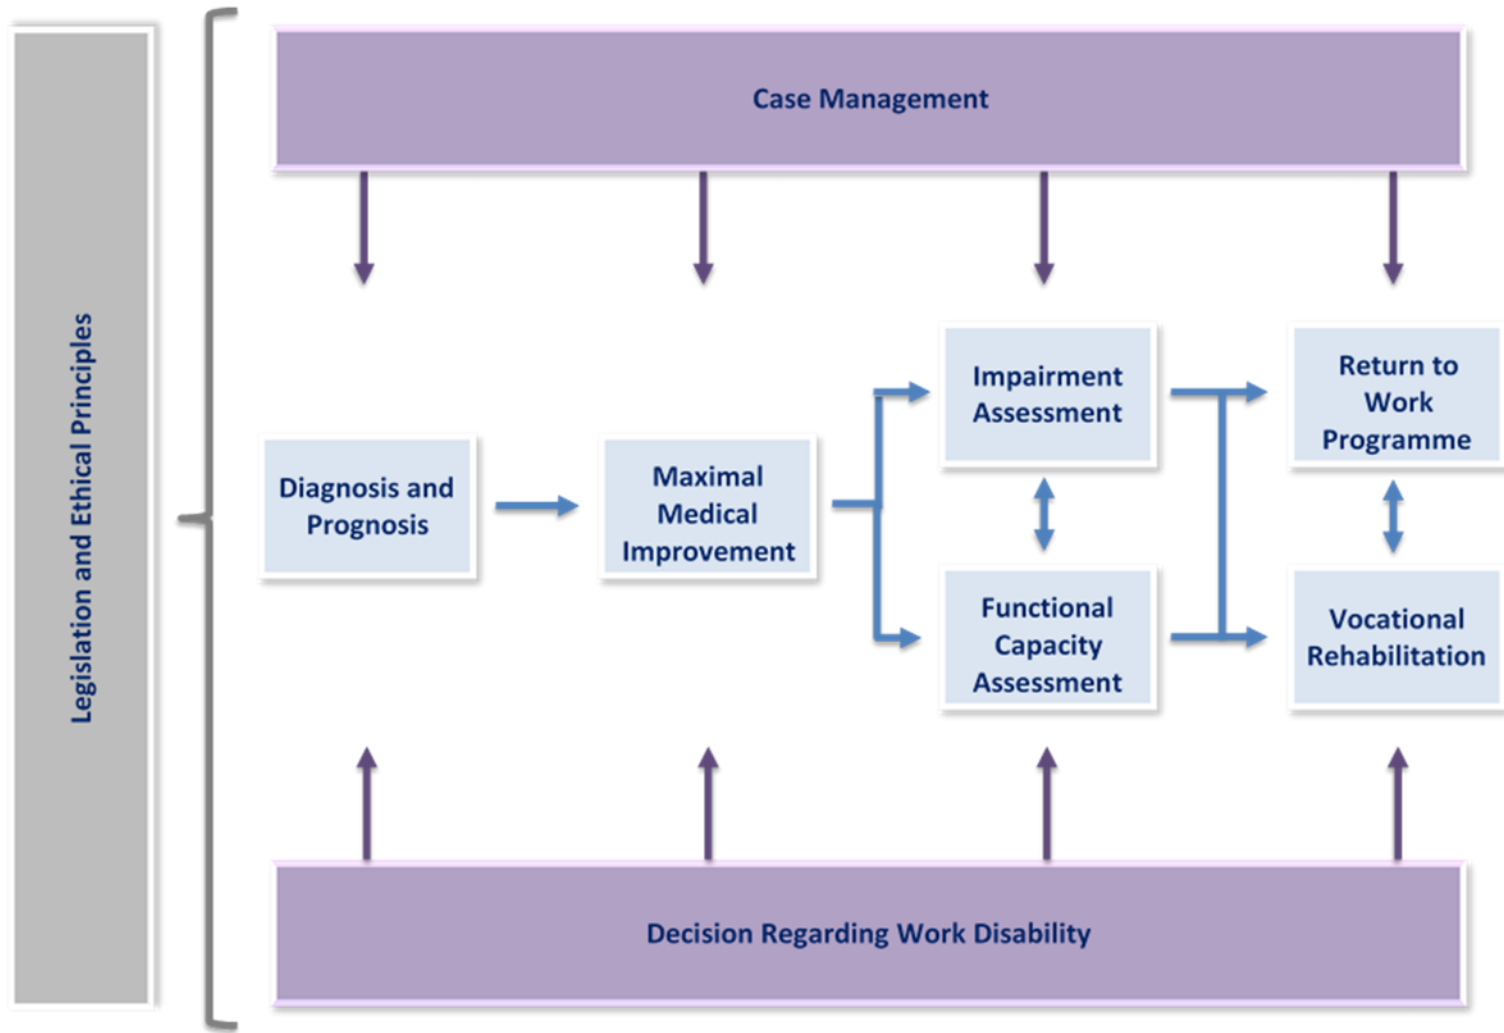 Legislation and Ethical Principles
Case Management
Diagnosis and
Prognosis
Maximal
Medical
Improvement
Impairment
Assessment
Functional
Capacity
Assessment
Return to
Work
Programme
Vocational
Rehabilitation
Decision Regarding Work Disability